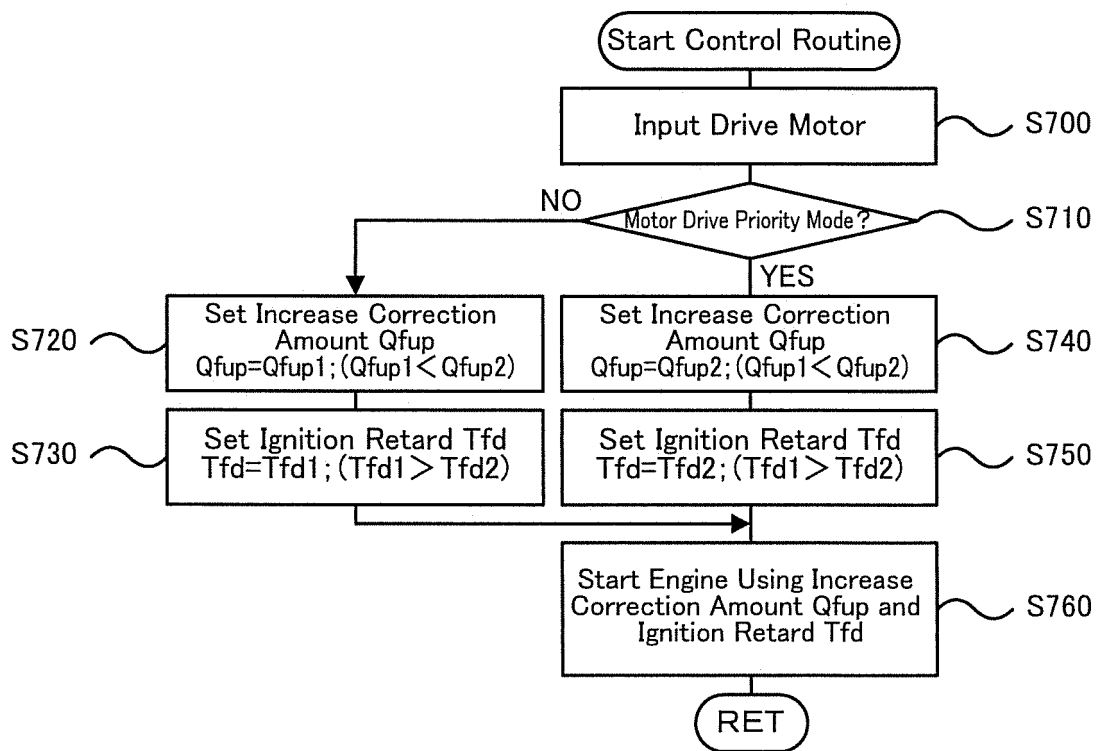 Start Control Routine
Input Drive Motor
S700
Motor Drive Priority Mode?
S710
NO
YES
S720
Set Increase Correction
Amount Qfup
Qfup=Qfup1;(Qfup1<Qfup2)
Set Increase Correction
Amount Qfup
Qfup=Qfup2;(Qfup1<Qfup2)
S740
S730
Set Ignition Retard Tfd
Tfd=Tfd1;(Tfd1>Tfd2)
Set Ignition Retard Tfd
Tfd=Tfd2;(Tfd1>Tfd2)
S750
Start Engine Using Increase
Correction Amount Qfup and
Ignition Retard Tfd
S760
RET